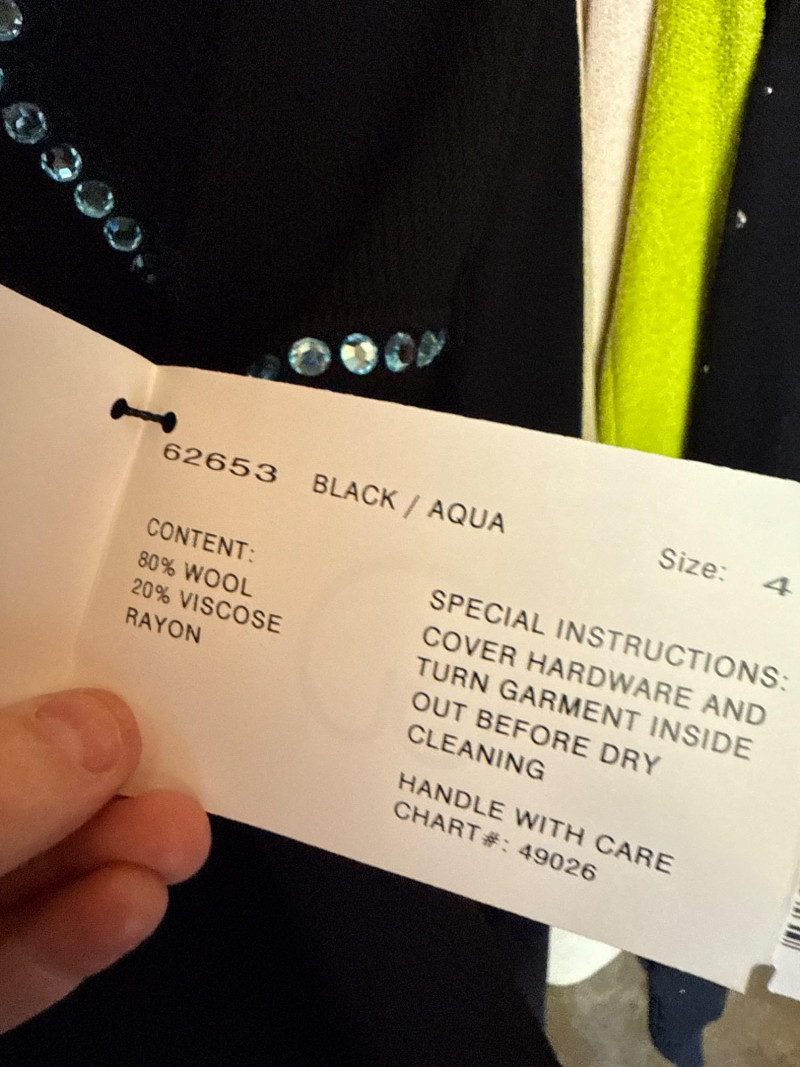 62653 BLACK / AQUA
Size: 4
CONTENT:
80% WOOL
20% VISCOSE
RAYON
SPECIAL INSTRUCTIONS:
COVER HARDWARE AND
TURN GARMENT INSIDE
OUT BEFORE DRY
CLEANING
HANDLE WITH CARE
CHART#: 49026